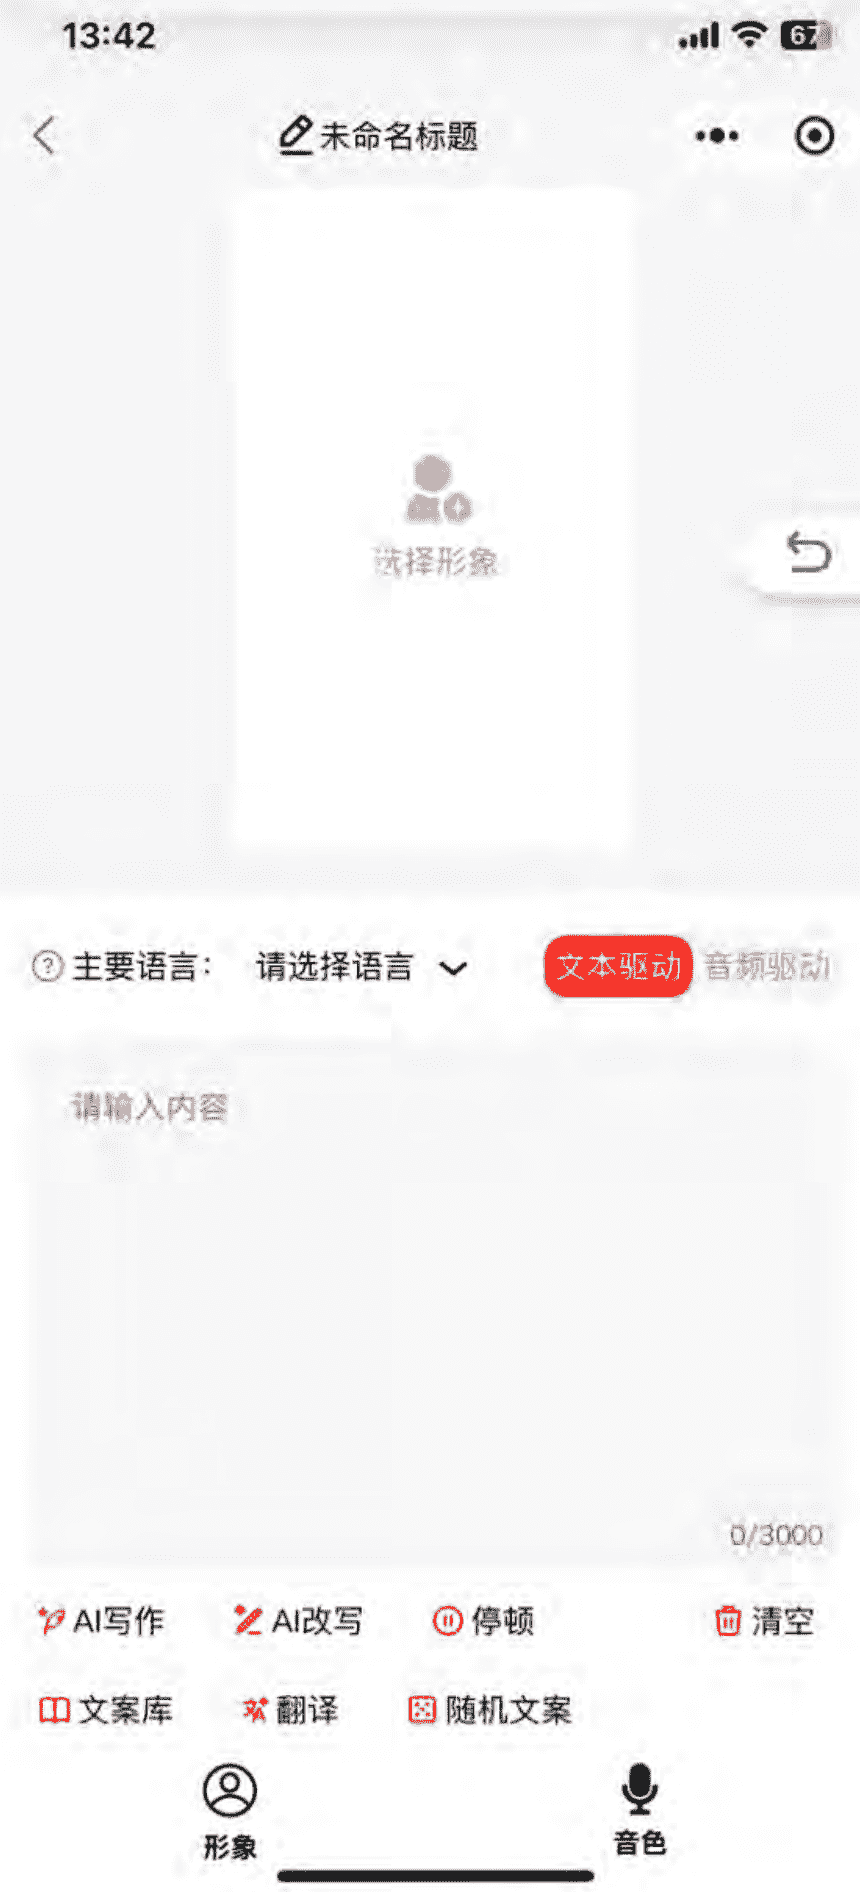 13:42 67
未命名标题
选择形象
主要语言： 请选择语言 文本驱动 音频驱动
请输入内容
0/3000
AI写作 AI改写 停顿 清空
文案库 翻译 随机文案
形象 音色